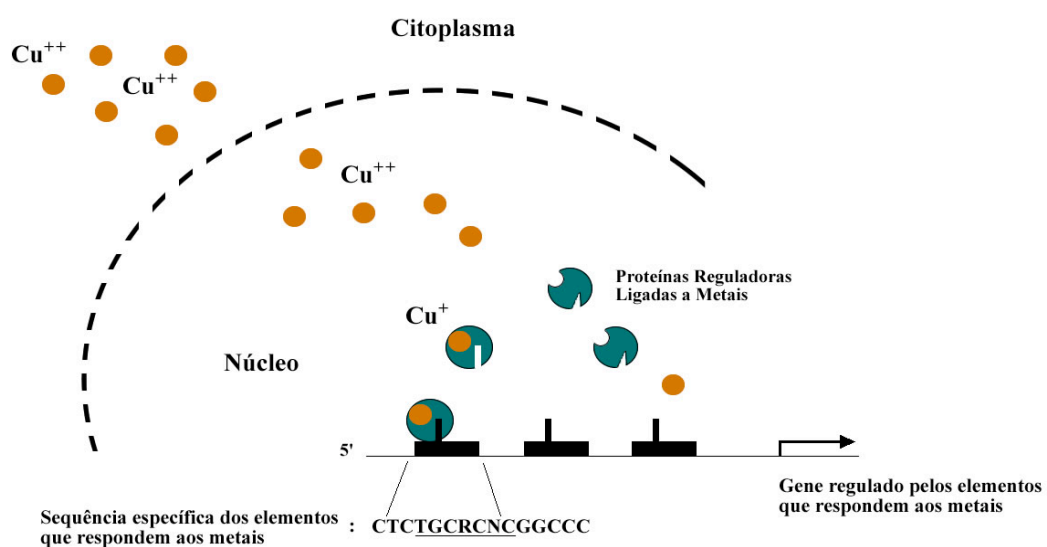 Citoplasma
Cu++
Cu++
Cu++
Proteínas Reguladoras
Ligadas a Metais
Cu+
Núcleo
5'
Gene regulado pelos elementos
que respondem aos metais
Sequência específica dos elementos
que respondem aos metais
: CTCTGCRCNCGGCCC